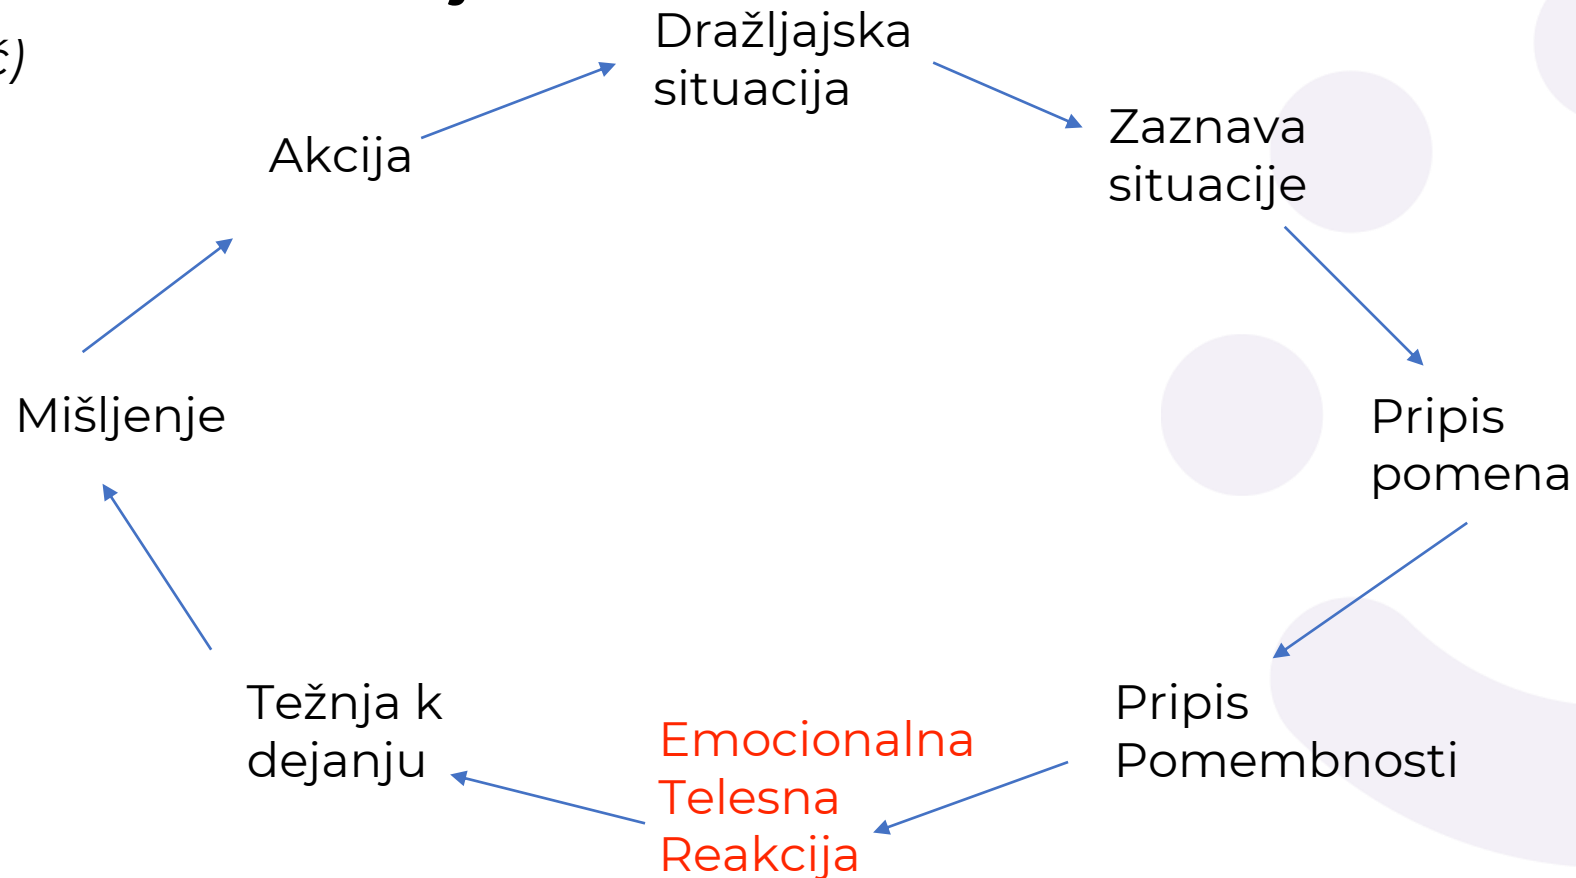 ć)
Dražljajska
situacija
Zaznava
situacije
Pripis
pomena
Pripis
Pomembnosti
Emocionalna
Telesna
Reakcija
Težnja k
dejanju
Mišljenje
Akcija